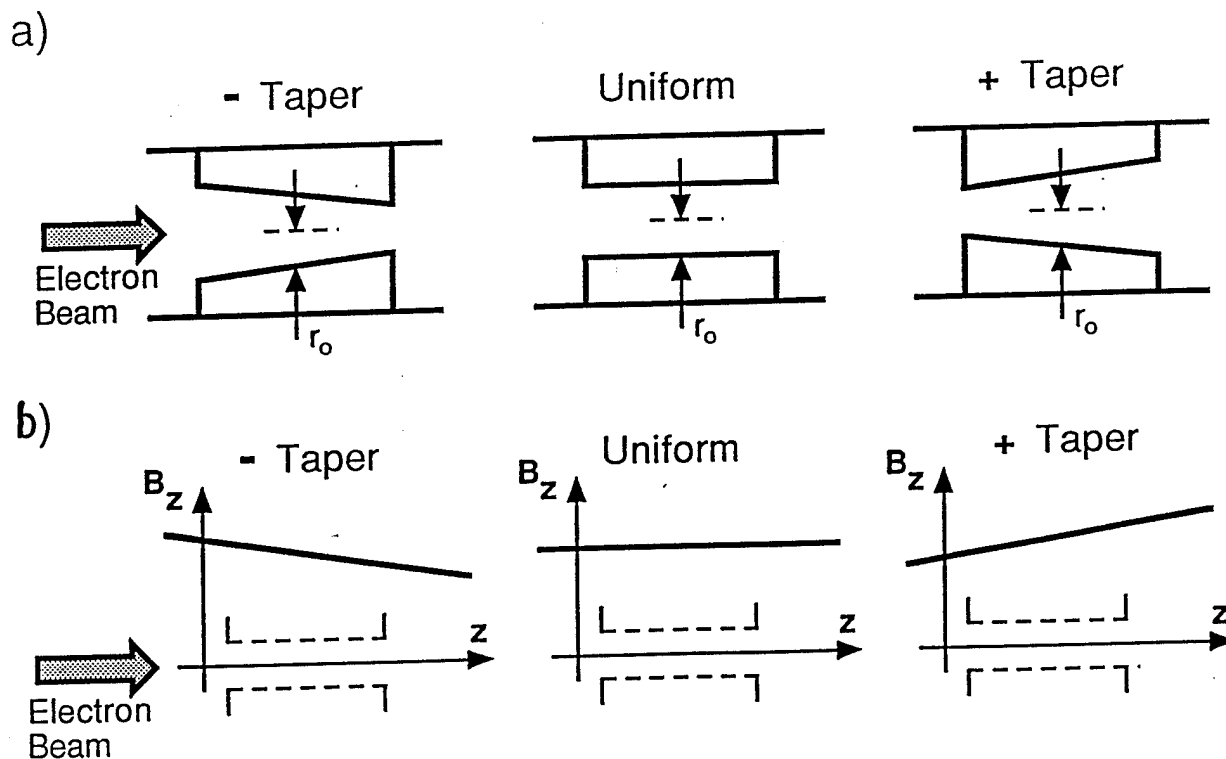 a)
- Taper
Uniform
+ Taper
Electron
Beam
r₀
r₀
r₀
b)
- Taper
Uniform
+ Taper
B_z
B_z
B_z
z
z
z
Electron
Beam